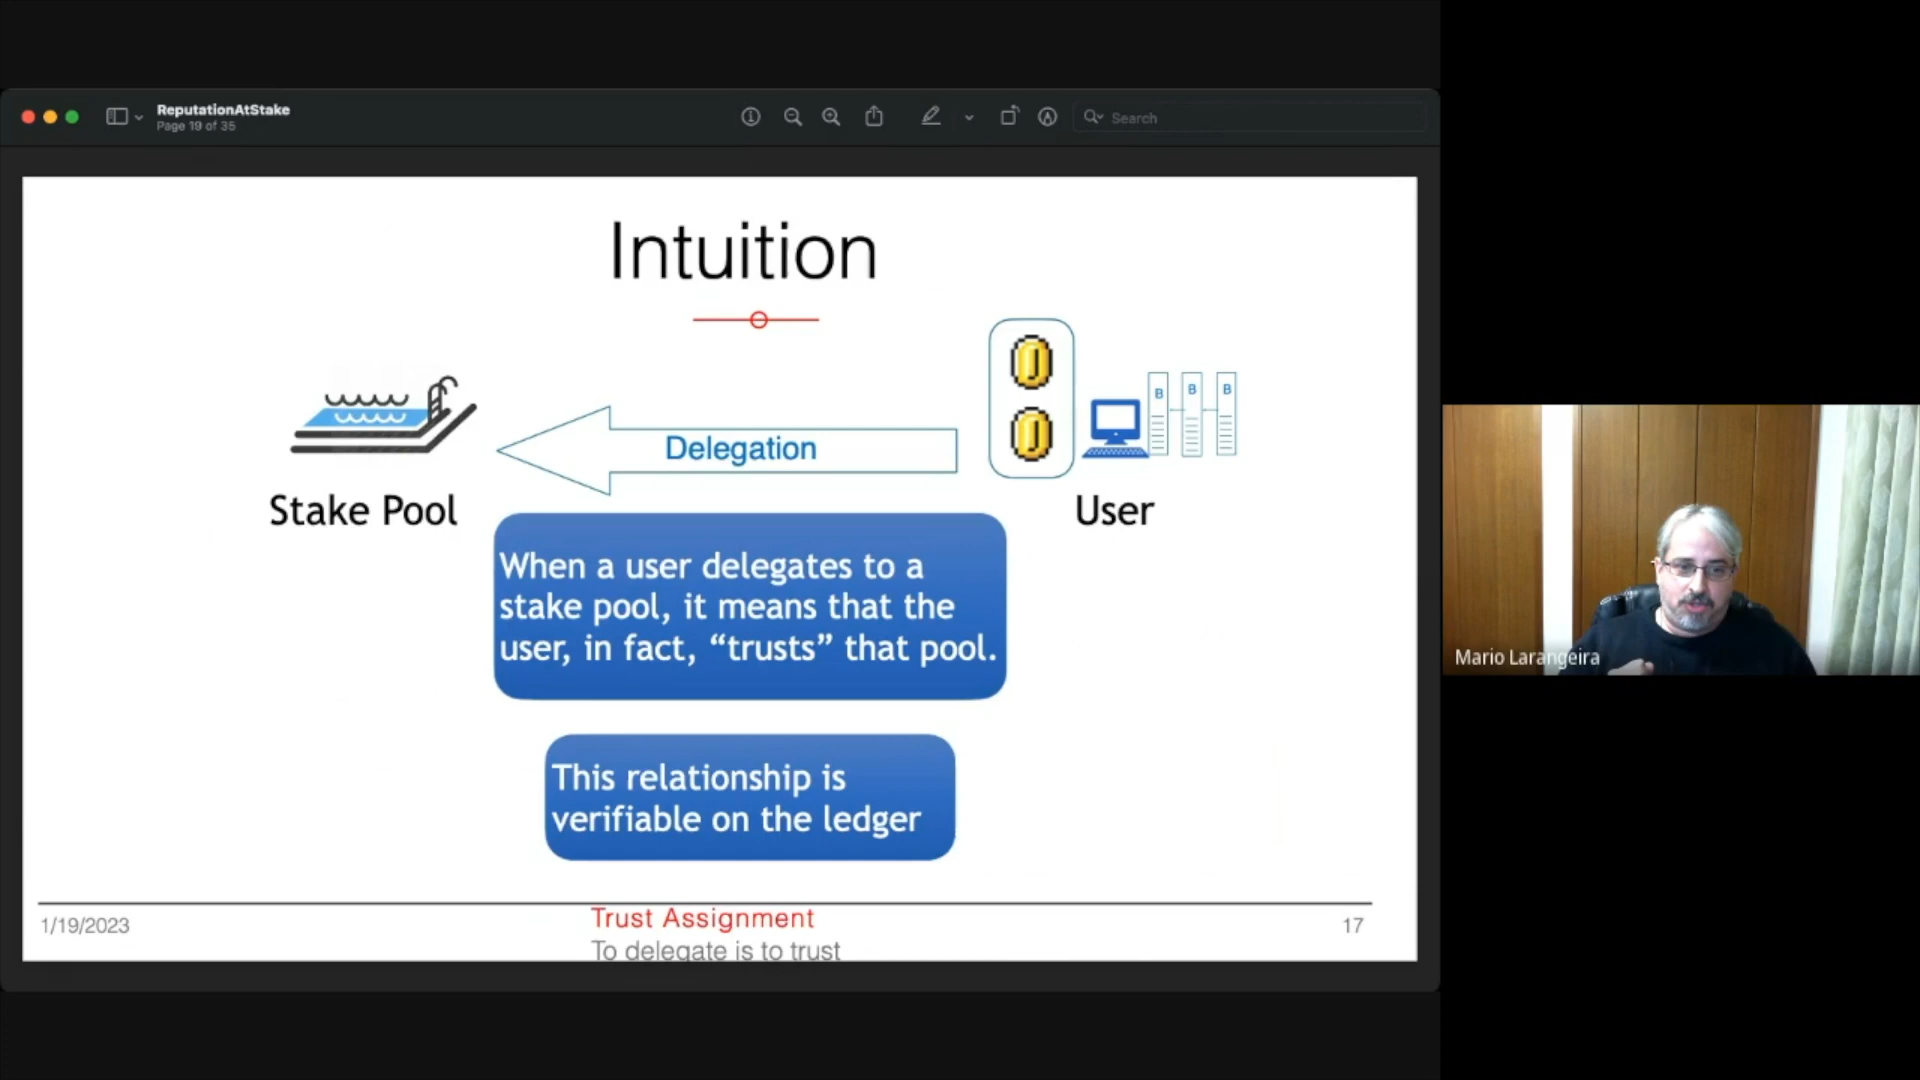 ReputationAtStake
Page 19 of 35
Search
Intuition
B B B
Delegation
Stake Pool
User
When a user delegates to a
stake pool, it means that the
user, in fact, “trusts” that pool.
This relationship is
verifiable on the ledger
1/19/2023
Trust Assignment
17
To delegate is to trust
Mario Larangeira